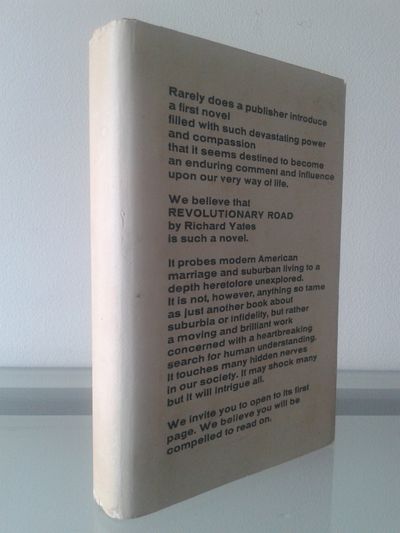 Rarely does a publisher introduce
a first novel
filled with such devastating power
and compassion
that it seems destined to become
an enduring comment and influence
upon our very way of life.
We believe that
REVOLUTIONARY ROAD
by Richard Yates
is such a novel.
It probes modern American
marriage and suburban living to a
depth heretofore unexplored.
It is not, however, anything so tame
as just another book about
suburbia or infidelity, but rather
a moving and brilliant work
concerned with a heartbreaking
search for human understanding.
It touches many hidden nerves
in our society. It may shock many
but it will intrigue all.
We invite you to open to its first
page. We believe you will be
compelled to read on.